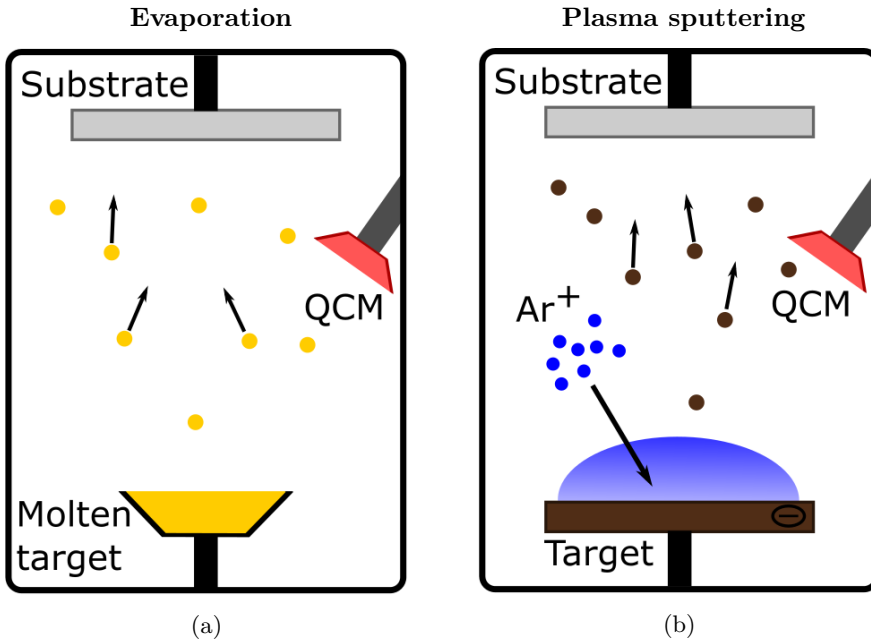 Evaporation
Substrate
QCM
Molten
target
(a)
Plasma sputtering
Substrate
Ar+
QCM
−
Target
(b)